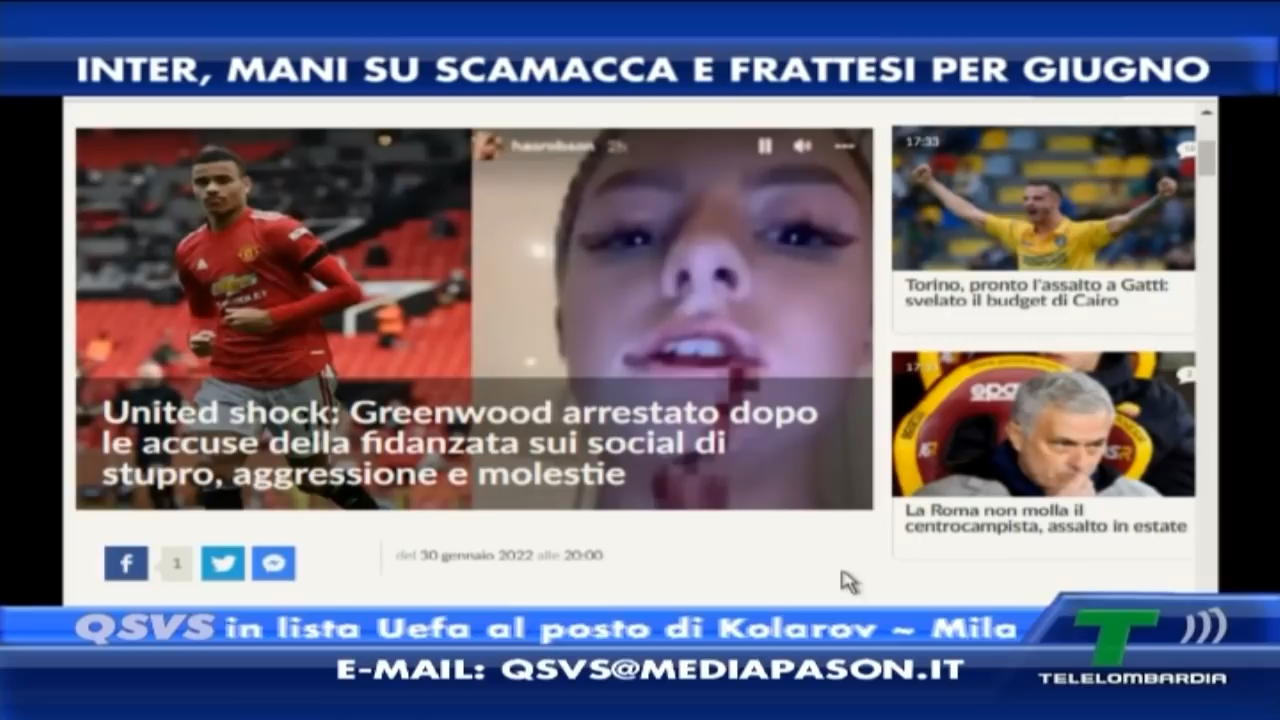 INTER, MANI SU SCAMACCA E FRATTESI PER GIUGNO
2h
United shock: Greenwood arrestato dopo
le accuse della fidanzata sui social di
stupro, aggressione e molestie
1
del 30 gennaio 2022 alle 20:00
17:33
Torino, pronto l'assalto a Gatti:
svelato il budget di Cairo
La Roma non molla il
centrocampista, assalto in estate
QSVS in lista Uefa al posto di Kolarov ~ Mila
E-MAIL: QSVS@MEDIAPASON.IT
T
TELELOMBARDIA